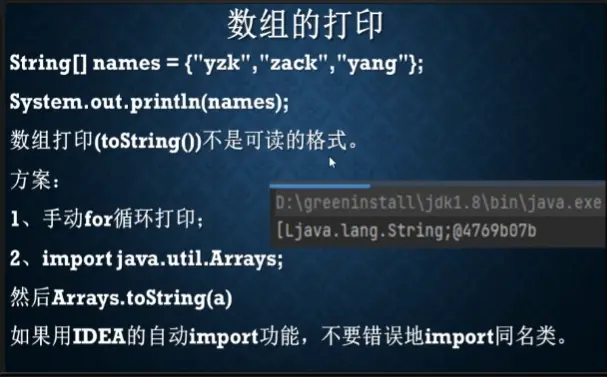 数组的打印
String[] names = {"yzk","zack","yang"};
System.out.println(names);
数组打印(toString())不是可读的格式。
方案：
D:\greeninstall\jdk1.8\bin\java.exe
[Ljava.lang.String;@4769b07b
1、手动for循环打印；
2、import java.util.Arrays;
然后Arrays.toString(a)
如果用IDEA的自动import功能，不要错误地import同名类。